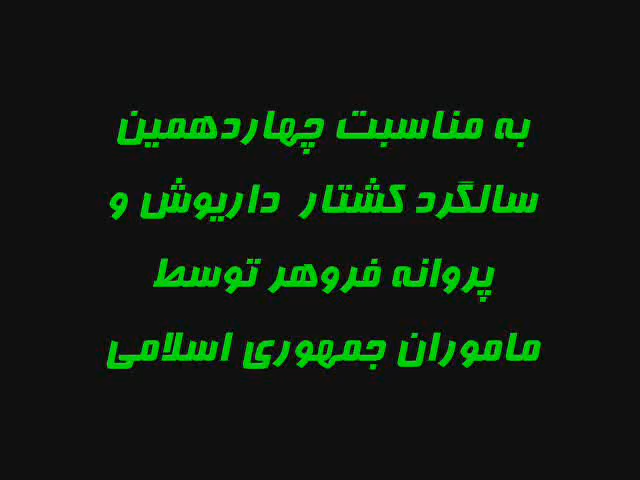 به مناسبت چهاردهمین
سالگرد کشتار داریوش و
پروانه فروهر توسط
ماموران جمهوری اسلامی